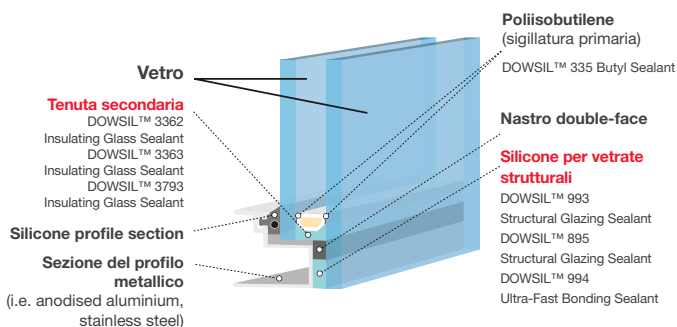 Vetro
Tenuta secondaria
DOWSIL™ 3362
Insulating Glass Sealant
DOWSIL™ 3363
Insulating Glass Sealant
DOWSIL™ 3793
Insulating Glass Sealant
Silicone profile section
Sezione del profilo
metallico
(i.e. anodised aluminium,
stainless steel)
Poliisobutilene
(sigillatura primaria)
DOWSIL™ 335 Butyl Sealant
Nastro double-face
Silicone per vetrate
strutturali
DOWSIL™ 993
Structural Glazing Sealant
DOWSIL™ 895
Structural Glazing Sealant
DOWSIL™ 994
Ultra-Fast Bonding Sealant